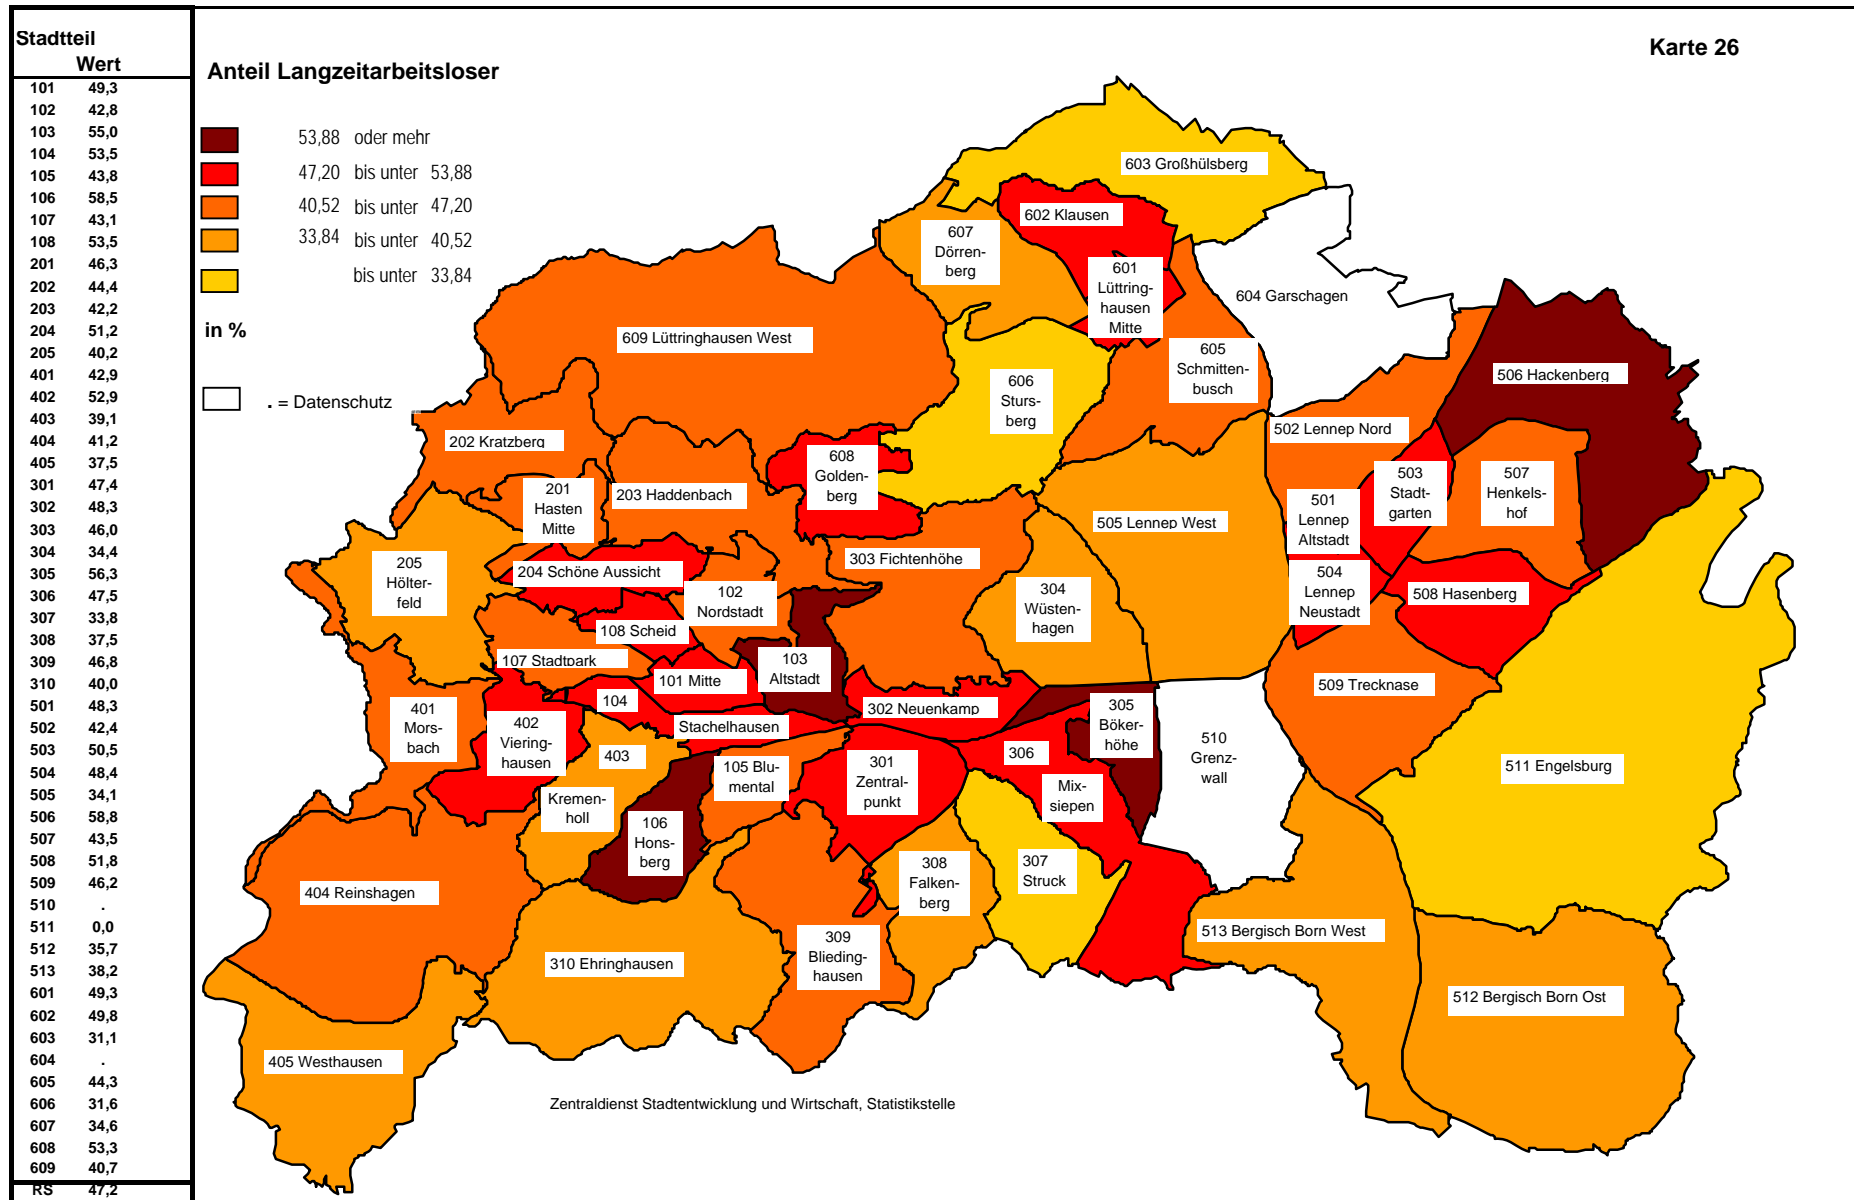 Stadtteil
Wert
101 49,3
102 42,8
103 55,0
104 53,5
105 43,8
106 58,5
107 43,1
108 53,5
201 46,3
202 44,4
203 42,2
204 51,2
205 40,2
401 42,9
402 52,9
403 39,1
404 41,2
405 37,5
301 47,4
302 48,3
303 46,0
304 34,4
305 56,3
306 47,5
307 33,8
308 37,5
309 46,8
310 40,0
501 48,3
502 42,4
503 50,5
504 48,4
505 34,1
506 58,8
507 43,5
508 51,8
509 46,2
510 .
511 0,0
512 35,7
513 38,2
601 49,3
602 49,8
603 31,1
604 .
605 44,3
606 31,6
607 34,6
608 53,3
609 40,7
RS 47,2
Karte 26
Anteil Langzeitarbeitsloser
53,88 oder mehr
47,20 bis unter 53,88
40,52 bis unter 47,20
33,84 bis unter 40,52
bis unter 33,84
in %
. = Datenschutz
603 Großhülsberg
602 Klausen
607
Dörren-
berg
601
Lüttring-
hausen
Mitte
604 Garschagen
609 Lüttringhausen West
605
Schmitten-
busch
606
Sturs-
berg
506 Hackenberg
502 Lennep Nord
202 Kratzberg
608
Golden-
berg
503
Stadt-
garten
507
Henkels-
hof
201
Hasten
Mitte
203 Haddenbach
501
Lennep
Altstadt
505 Lennep West
303 Fichtenhöhe
205
Hölter-
feld
204 Schöne Aussicht
102
Nordstadt
304
Wüsten-
hagen
504
Lennep
Neustadt
508 Hasenberg
108 Scheid
107 Stadtpark
103
Altstadt
101 Mitte
509 Trecknase
104
Stachelhausen
302 Neuenkamp
305
Böker-
höhe
401
Mors-
bach
402
Viering-
hausen
403
Kremen-
holl
105 Blu-
mental
301
Zentral-
punkt
306
Mix-
siepen
510
Grenz-
wall
511 Engelsburg
106
Hons-
berg
308
Falken-
berg
307
Struck
404 Reinshagen
309
Blieding-
hausen
513 Bergisch Born West
310 Ehringhausen
512 Bergisch Born Ost
405 Westhausen
Zentraldienst Stadtentwicklung und Wirtschaft, Statistikstelle